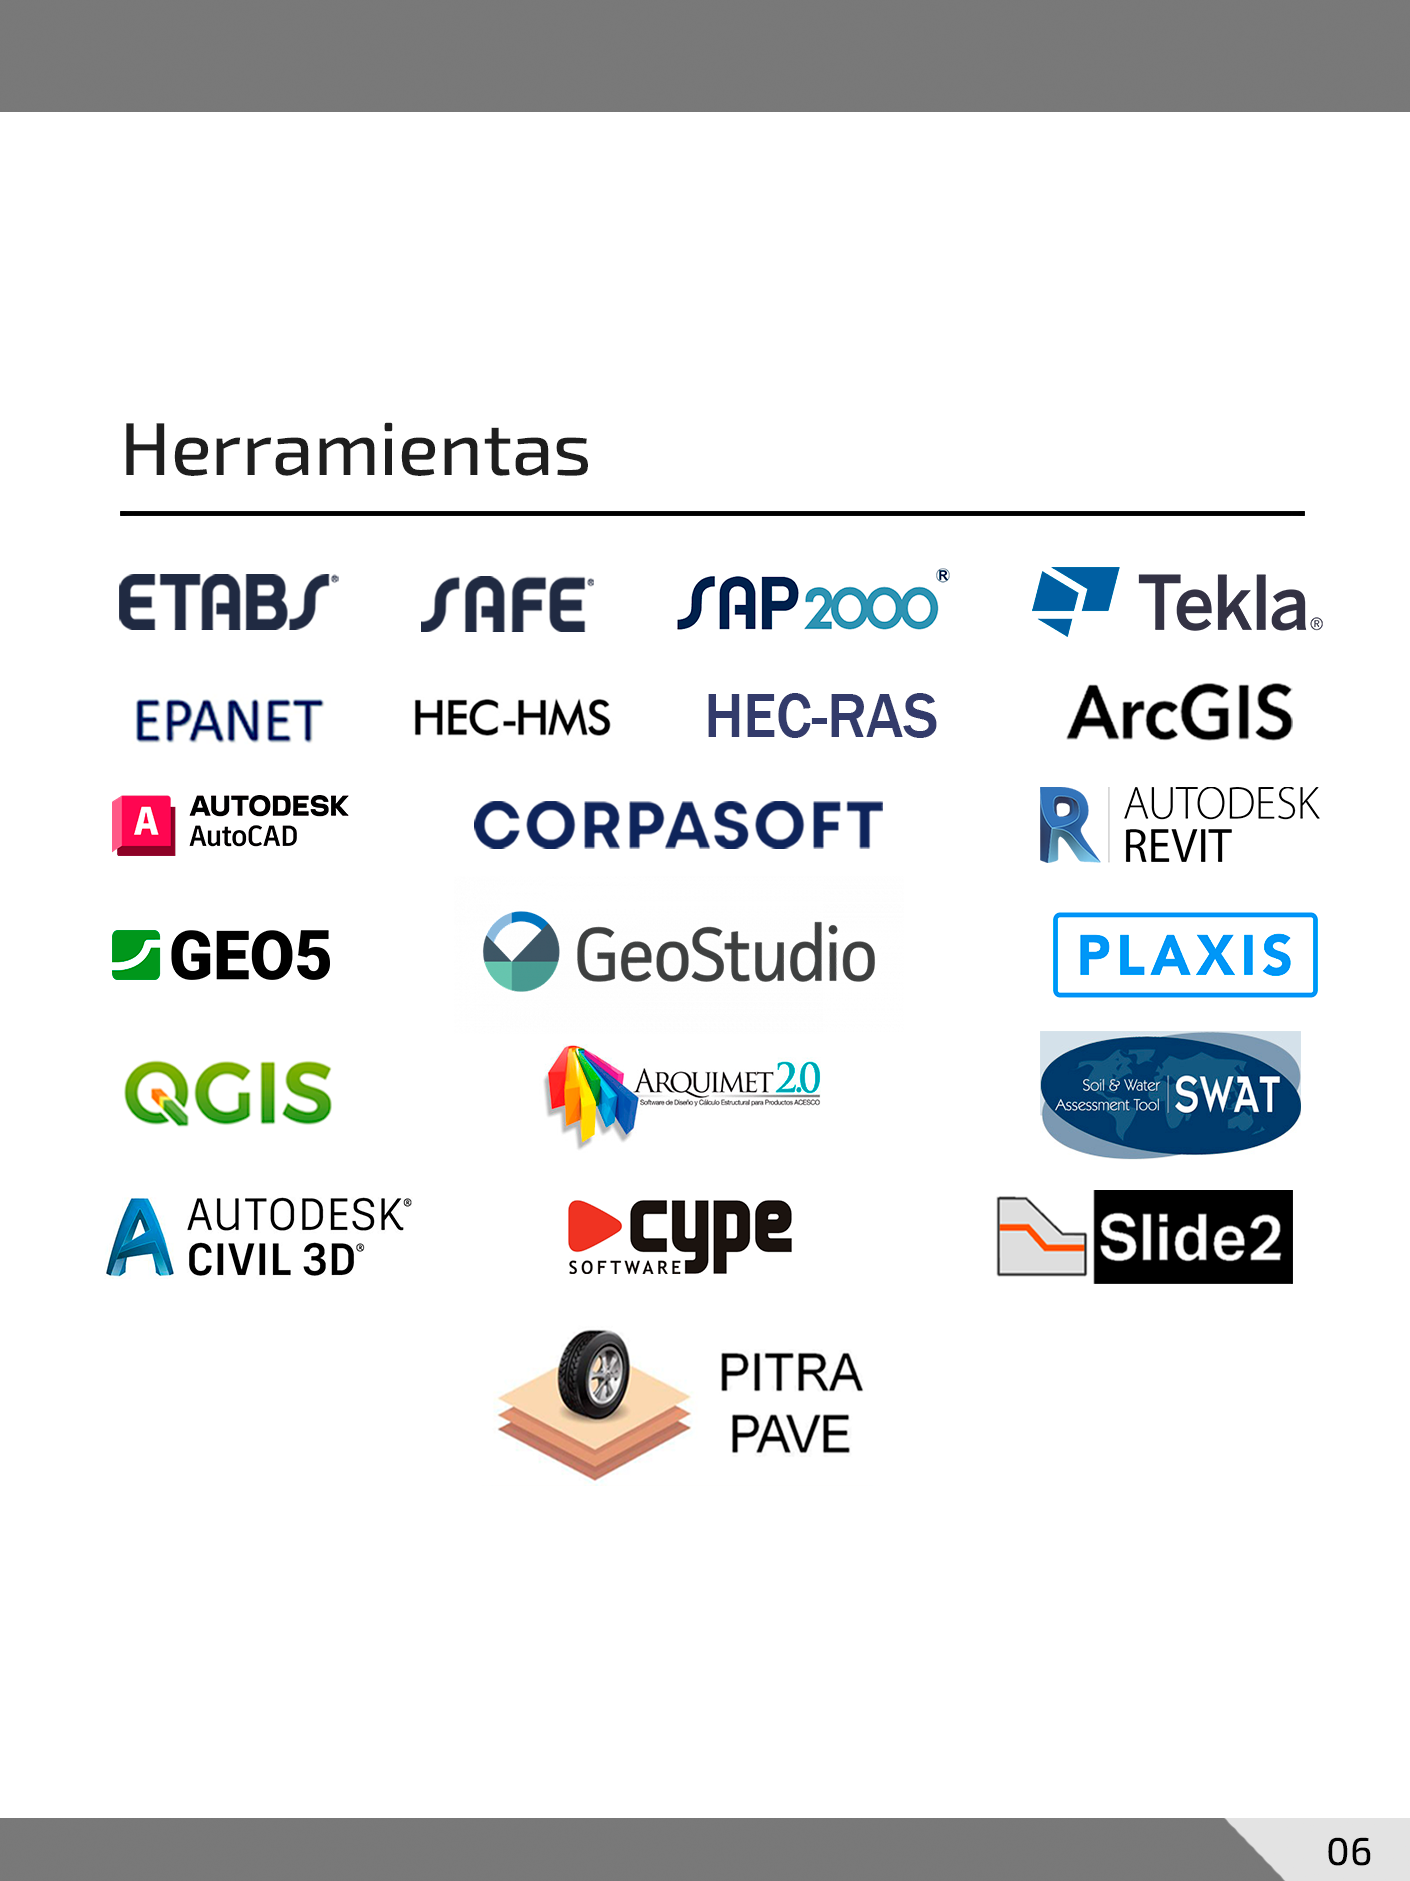 Herramientas
ETABS®
SAFE®
SAP2000®
Tekla®
EPANET
HEC-HMS
HEC-RAS
ArcGIS
A
AUTODESK
AutoCAD
CORPASOFT
R
AUTODESK
REVIT
GEO5
GeoStudio
PLAXIS
QGIS
ARQUIMET 2.0
Software de Diseño y Cálculo Estructural para Productos ACESCO
Soil & Water
Assessment Tool
SWAT
AUTODESK®
CIVIL 3D®
cype
SOFTWARE
Slide2
PITRA
PAVE
06